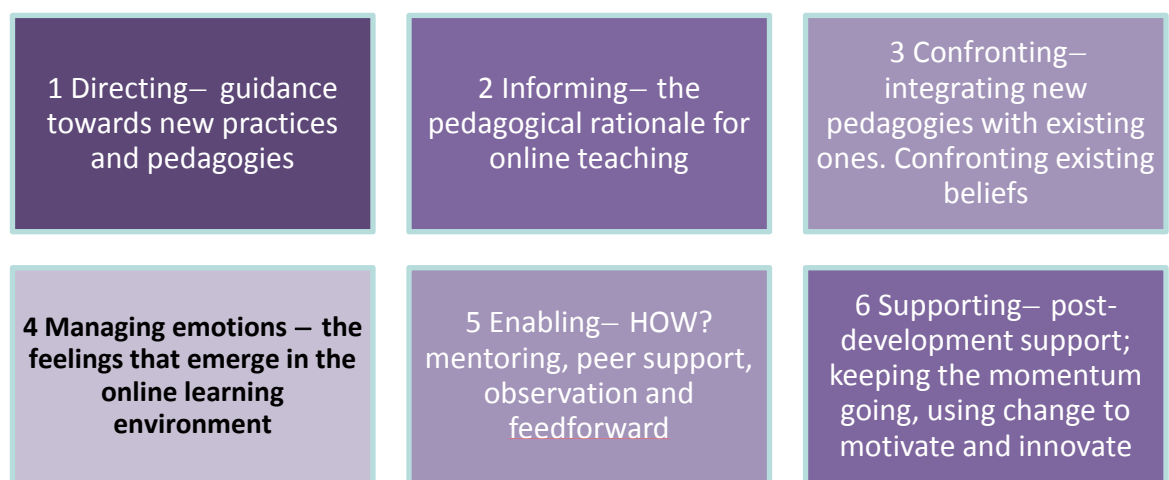 1 Directing– guidance
towards new practices
and pedagogies
2 Informing– the
pedagogical rationale for
online teaching
3 Confronting–
integrating new
pedagogies with existing
ones. Confronting existing
beliefs
4 Managing emotions – the
feelings that emerge in the
online learning
environment
5 Enabling– HOW?
mentoring, peer support,
observation and
feedforward
6 Supporting– post-
development support;
keeping the momentum
going, using change to
motivate and innovate